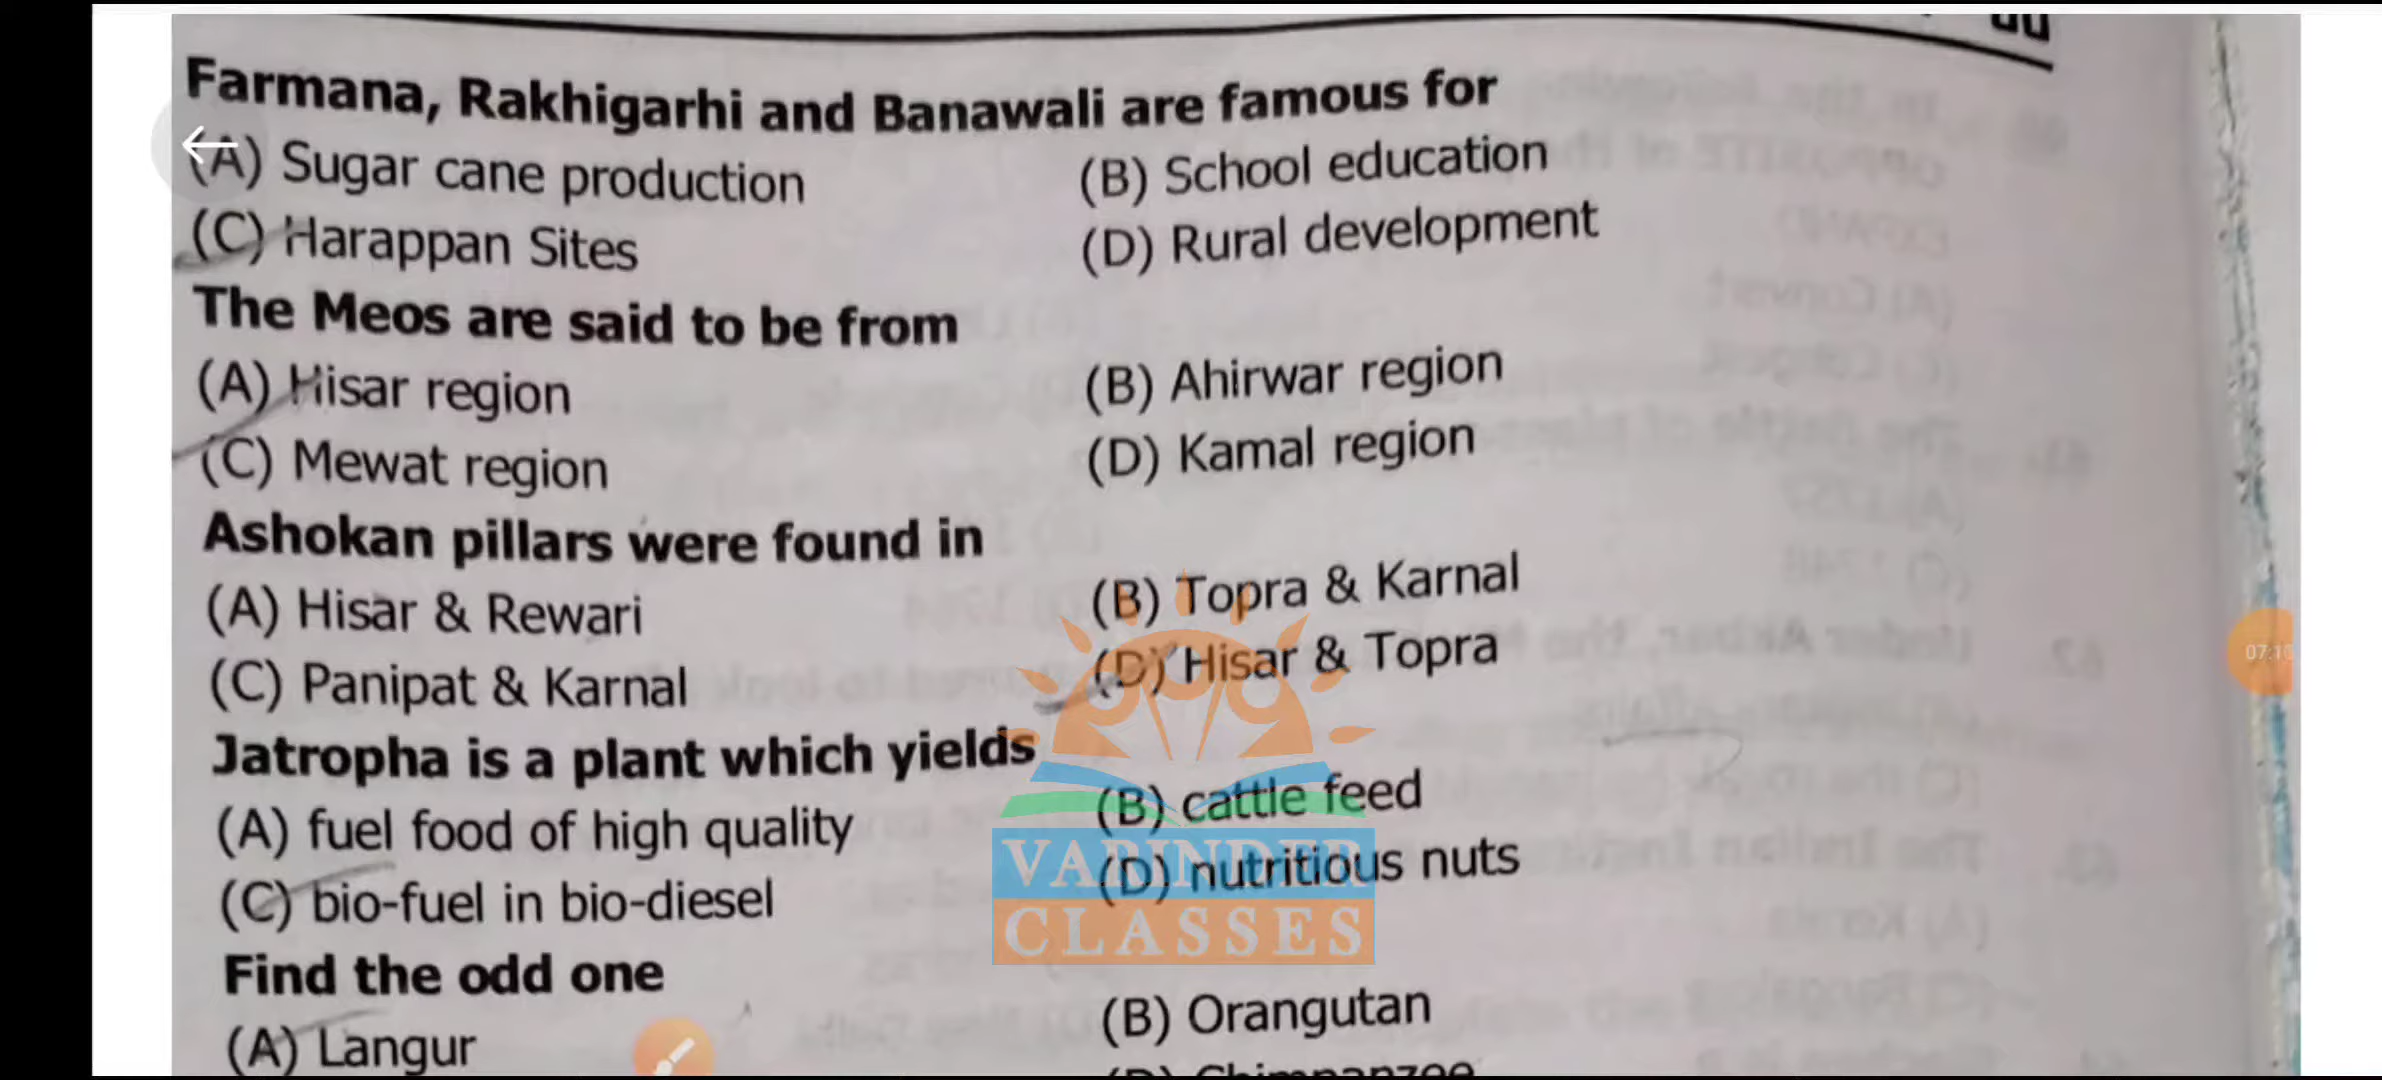 Farmana, Rakhigarhi and Banawali are famous for
(A) Sugar cane production (B) School education
(C) Harappan Sites (D) Rural development
The Meos are said to be from
(A) Hisar region (B) Ahirwar region
(C) Mewat region (D) Kamal region
Ashokan pillars were found in
(A) Hisar & Rewari (B) Topra & Karnal
(C) Panipat & Karnal (D) Hisar & Topra
Jatropha is a plant which yields
(A) fuel food of high quality (B) cattle feed
(C) bio-fuel in bio-diesel (D) nutritious nuts
VARINDER
CLASSES
Find the odd one
(A) Langur (B) Orangutan
(D) Chimpanzee